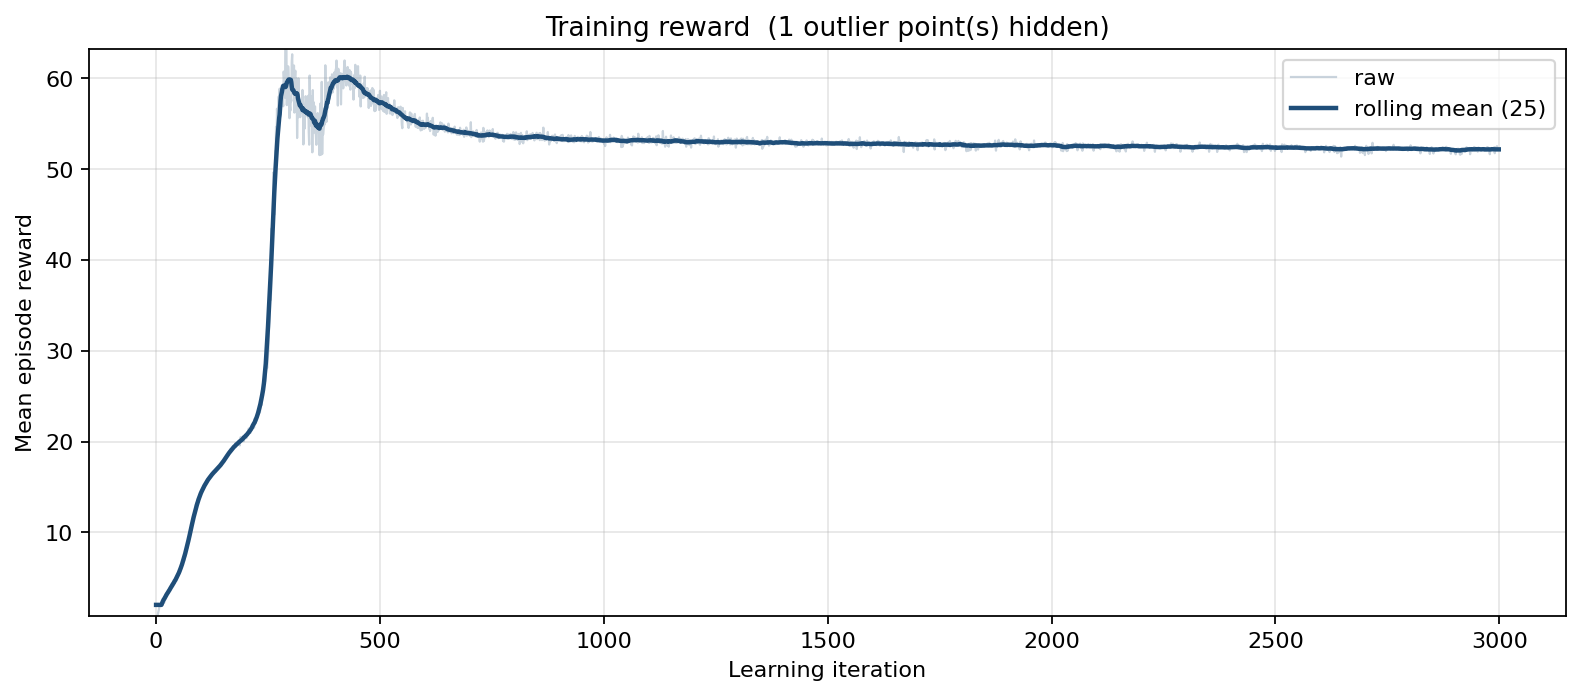 Training reward  (1 outlier point(s) hidden)
raw
rolling mean (25)
Mean episode reward
60
50
40
30
20
10
0
500
1000
1500
2000
2500
3000
Learning iteration